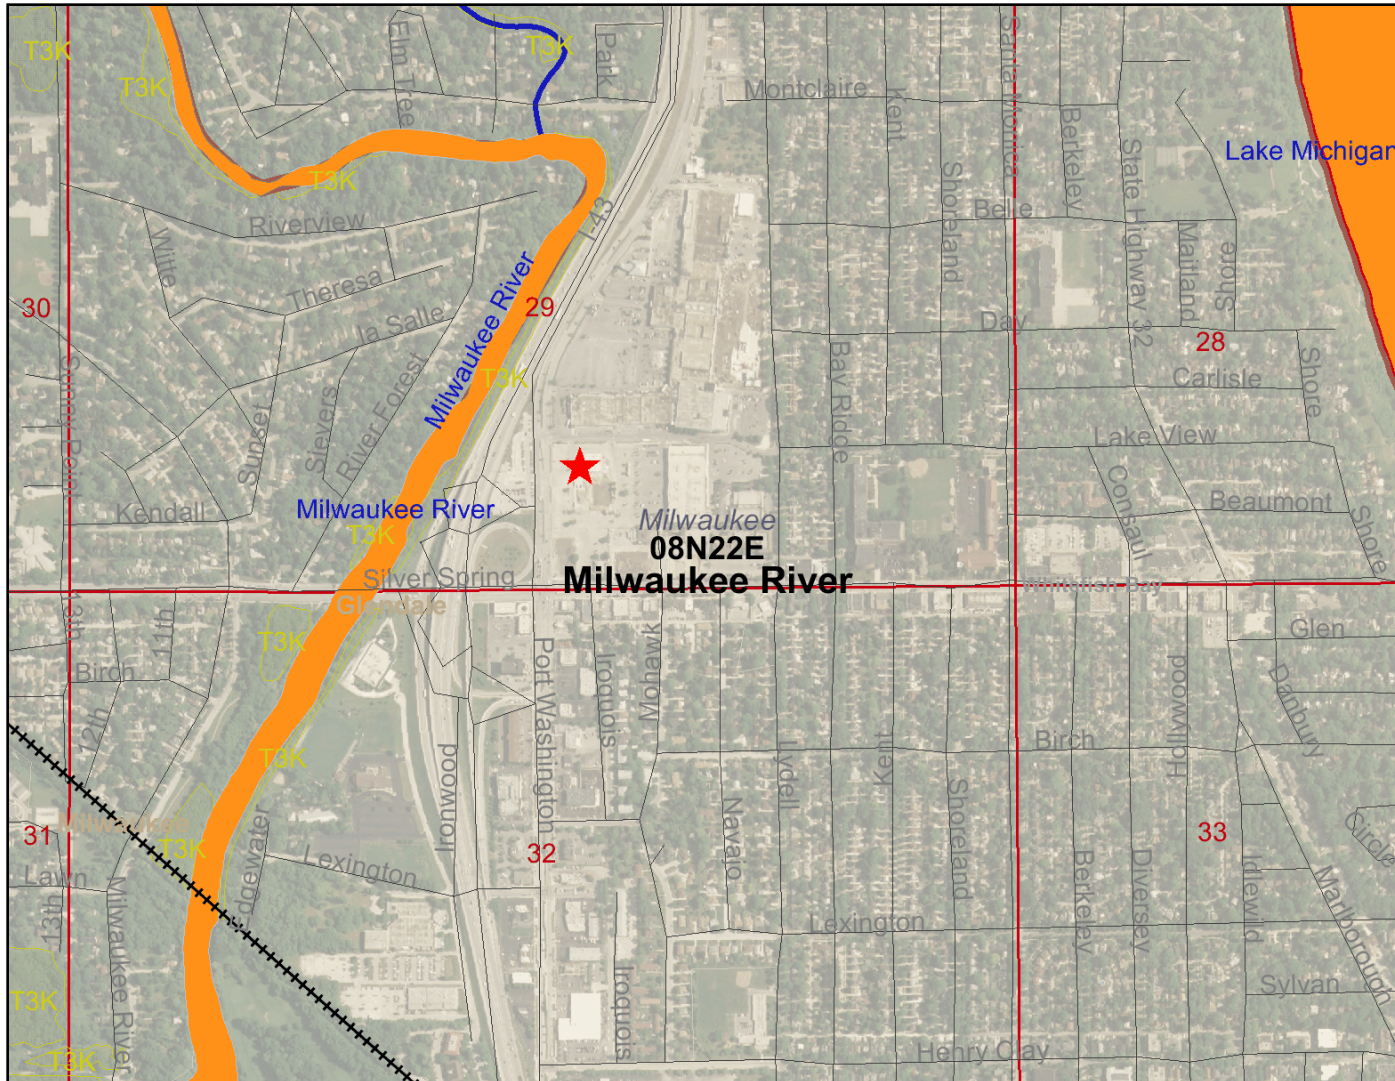 T3K
Elm Tree
T3K
Park
Santa Monica
T3K
Montclaire
Kent
Berkeley
State Highway 32
Lake Michigan
T3K
Shoreland
Belle
Riverview
I-43
Witte
Maitland
Shore
Theresa
Milwaukee River
30
29
la Salle
Day
28
Bay Ridge
Sunset
Sievers
River Forest
T3K
Carlisle
Shore
Lake View
Consaul
Beaumont
Shore
Kendall
Milwaukee River
T3K
Milwaukee
08N22E
Milwaukee River
Silver Spring
Glendale
Whitefish Bay
13th
11th
T3K
Birch
12th
Port Washington
Iroquois
Mohawk
Glen
Hollywood
Danbury
T3K
Ironwood
Lydell
Kent
Birch
Navajo
Shoreland
Milwaukee
31
T3K
Edgewater
Lexington
32
33
Circle
Lawn
13th
Milwaukee River
Lexington
Berkeley
Diversey
Idlewild
Marlborough
T3K
Iroquois
Sylvan
T3K
Henry Clay